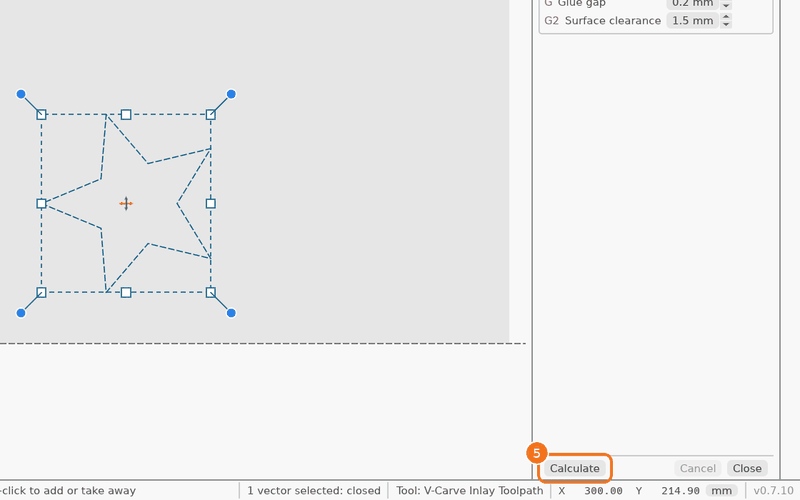 G Glue gap 0.2 mm
G2 Surface clearance 1.5 mm
5
Calculate Cancel Close
-click to add or take away 1 vector selected: closed Tool: V-Carve Inlay Toolpath X 300.00 Y 214.90 mm v0.7.10